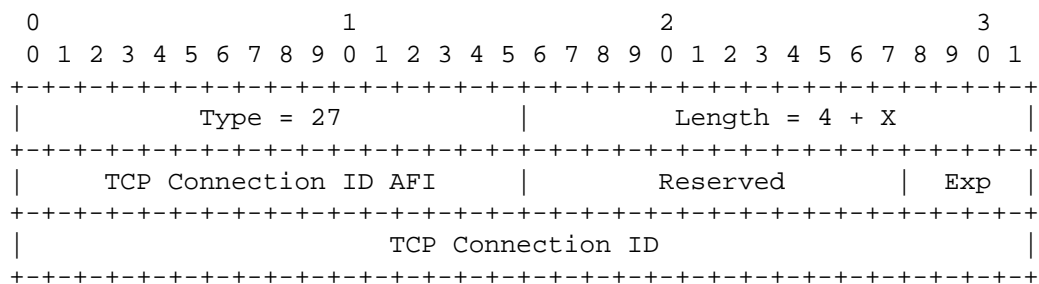 0                   1                   2                   3
 0 1 2 3 4 5 6 7 8 9 0 1 2 3 4 5 6 7 8 9 0 1 2 3 4 5 6 7 8 9 0 1
+-+-+-+-+-+-+-+-+-+-+-+-+-+-+-+-+-+-+-+-+-+-+-+-+-+-+-+-+-+-+-+-+
|           Type = 27           |         Length = 4 + X        |
+-+-+-+-+-+-+-+-+-+-+-+-+-+-+-+-+-+-+-+-+-+-+-+-+-+-+-+-+-+-+-+-+
|     TCP Connection ID AFI     |        Reserved       |  Exp  |
+-+-+-+-+-+-+-+-+-+-+-+-+-+-+-+-+-+-+-+-+-+-+-+-+-+-+-+-+-+-+-+-+
|                       TCP Connection ID                       |
+-+-+-+-+-+-+-+-+-+-+-+-+-+-+-+-+-+-+-+-+-+-+-+-+-+-+-+-+-+-+-+-+